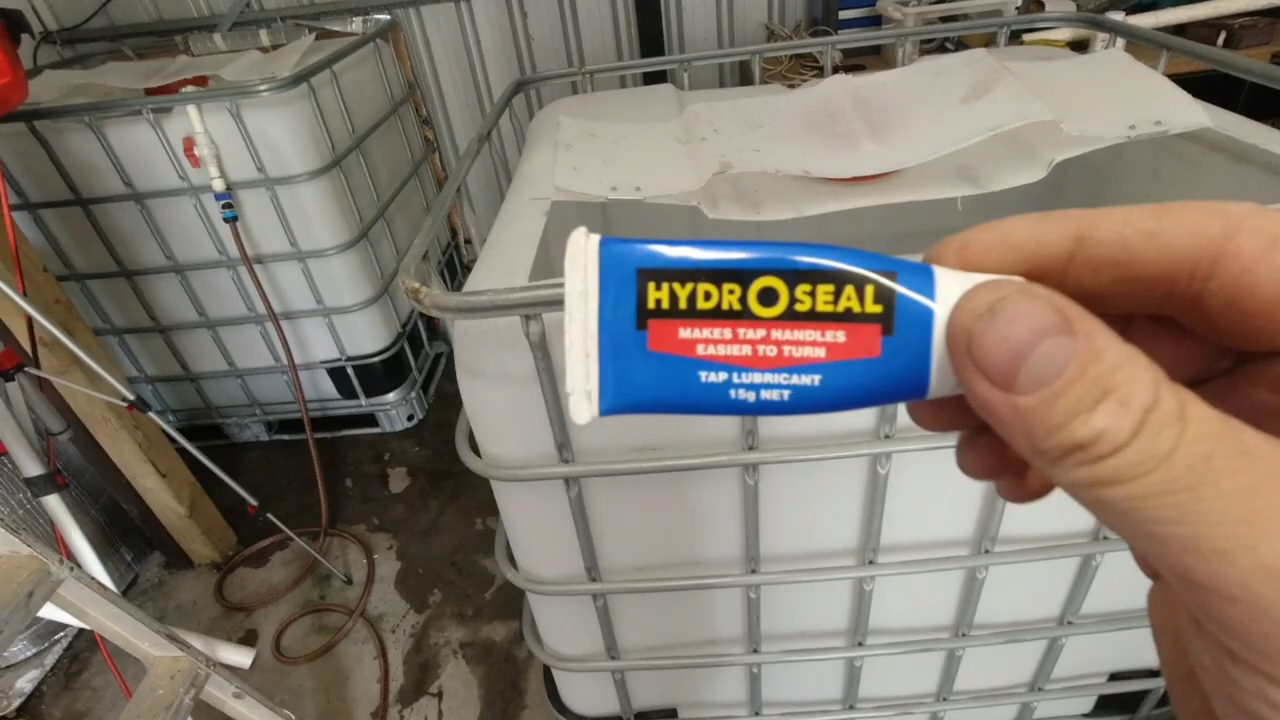 HYDROSEAL
MAKES TAP HANDLES
EASIER TO TURN
TAP LUBRICANT
15g NET